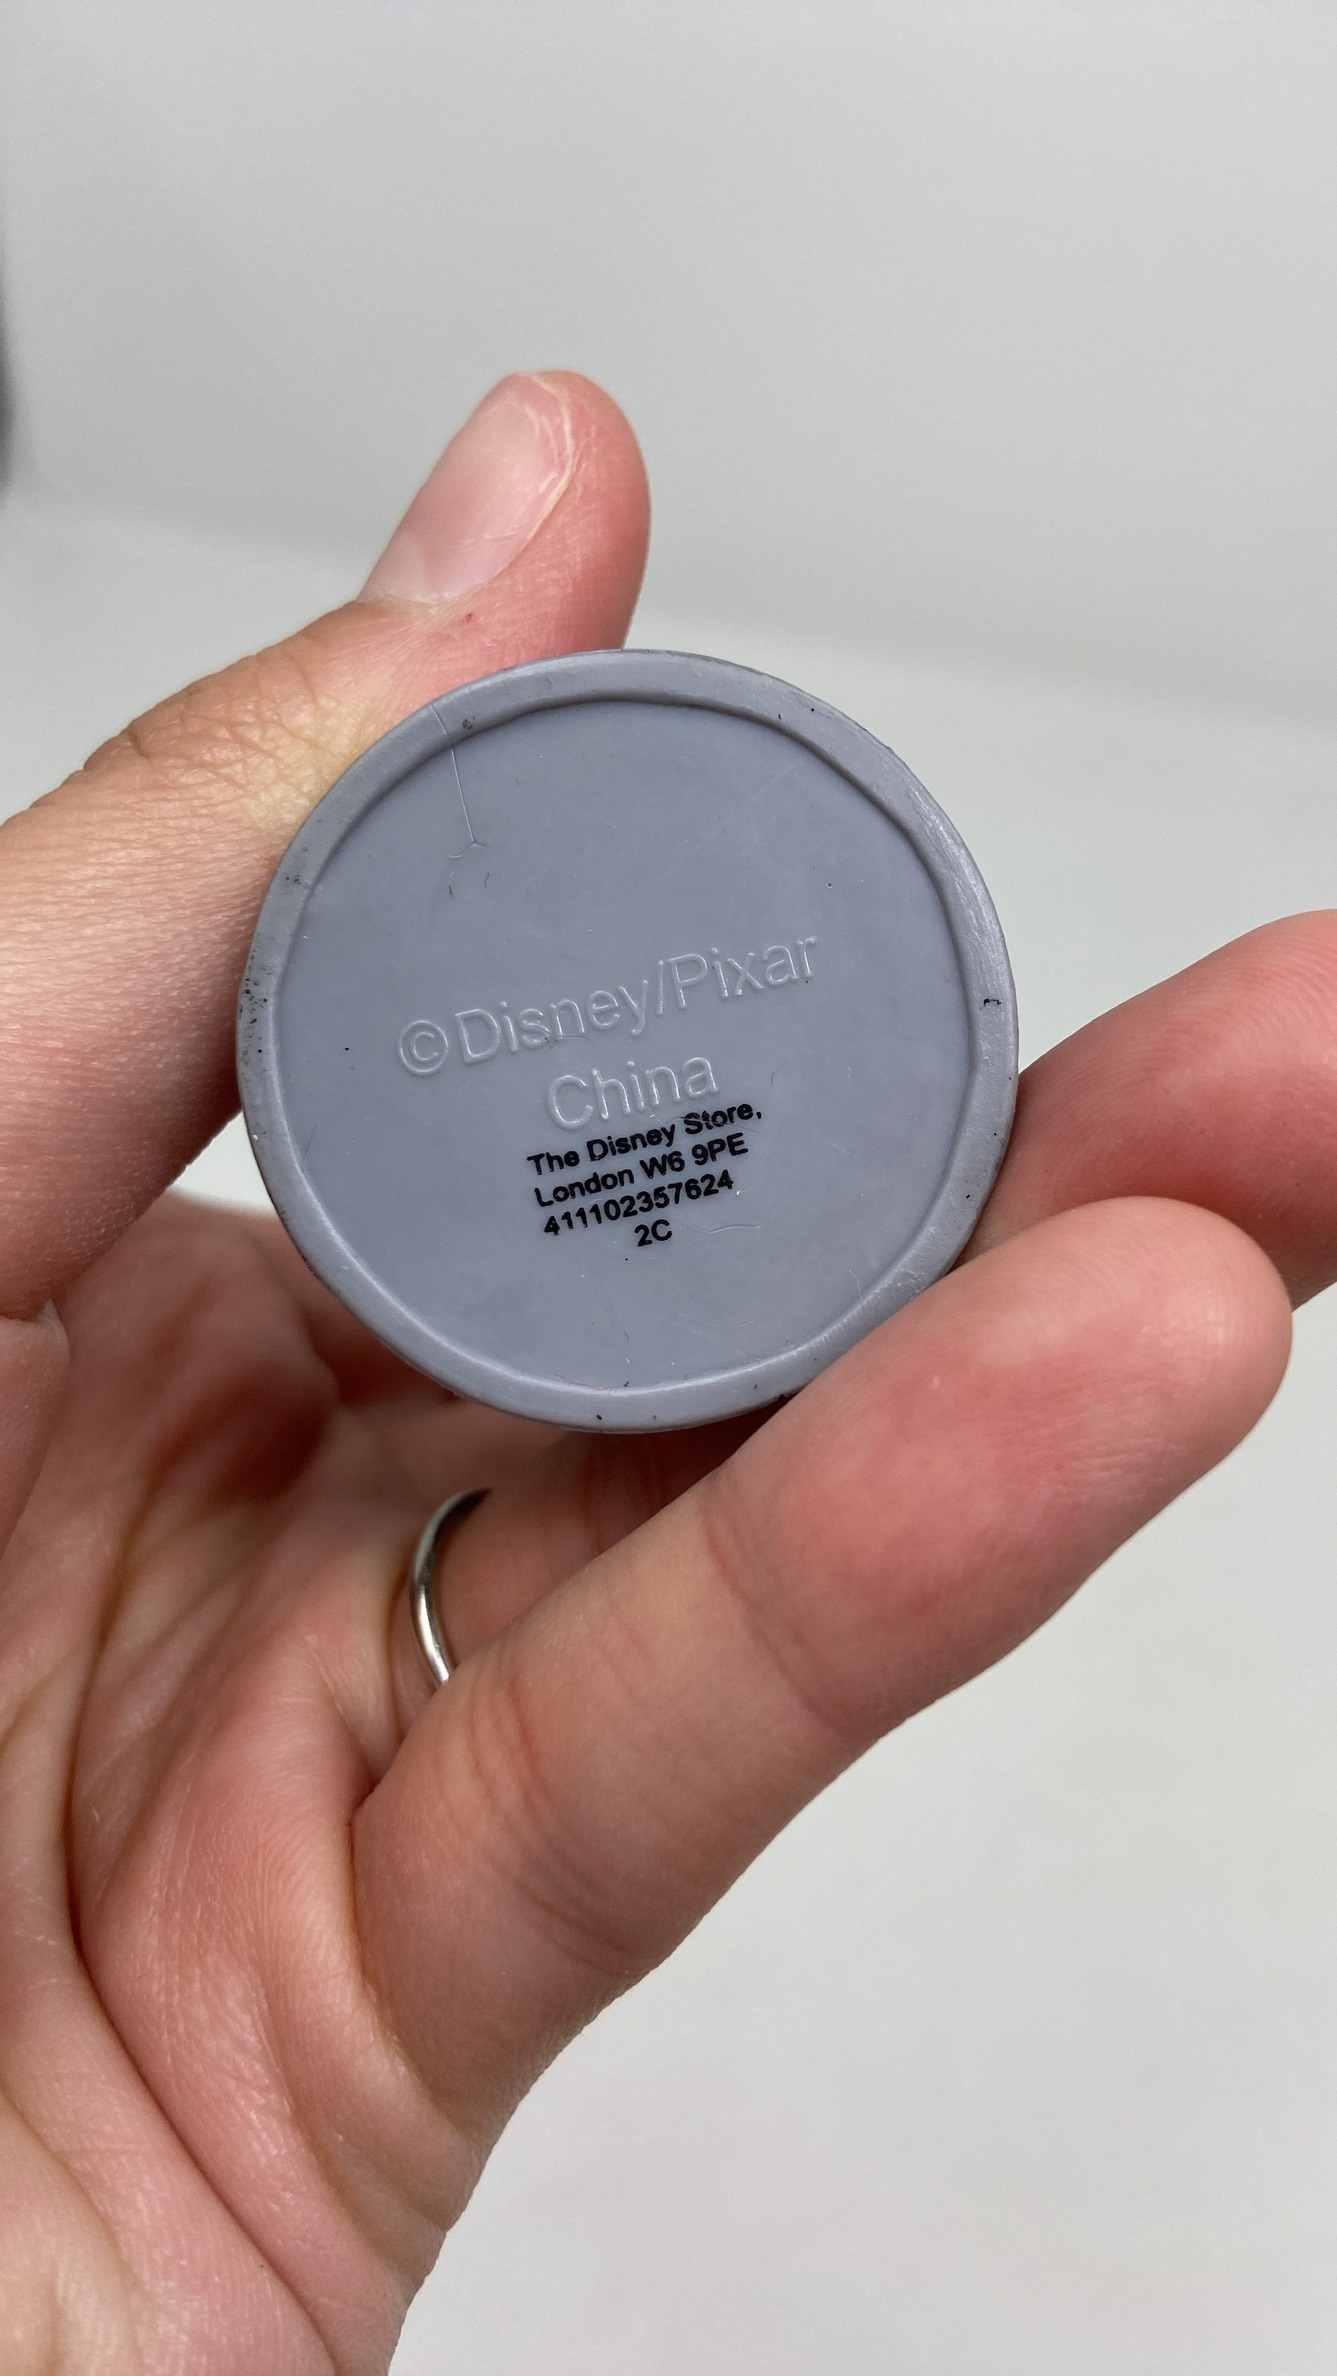 ©Disney/Pixar
China
The Disney Store,
London W6 9PE
411102357624
2C